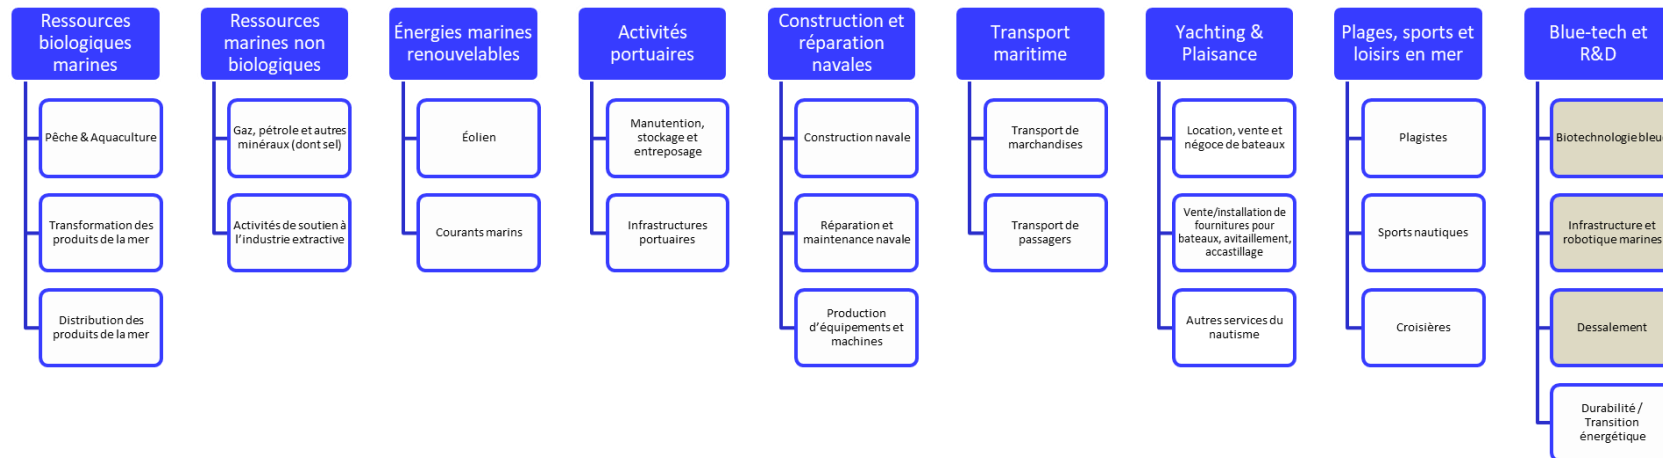 Ressources
biologiques
marines
Pêche & Aquaculture
Transformation des
produits de la mer
Distribution des
produits de la mer
Ressources
marines non
biologiques
Gaz, pétrole et autres
minéraux (dont sel)
Activités de soutien à
l'industrie extractive
Énergies marines
renouvelables
Éolien
Courants marins
Activités
portuaires
Manutention,
stockage et
entreposage
Infrastructures
portuaires
Construction et
réparation
navales
Construction navale
Réparation et
maintenance navale
Production
d'équipements et
machines
Transport
maritime
Transport de
marchandises
Transport de
passagers
Yachting &
Plaisance
Location, vente et
négoce de bateaux
Vente/installation de
fournitures pour
bateaux, avitaillement,
accastillage
Autres services du
nautisme
Plages, sports et
loisirs en mer
Plagistes
Sports nautiques
Croisières
Blue-tech et
R&D
Biotechnologie bleue
Infrastructure et
robotique marines
Dessalement
Durabilité /
Transition
énergétique